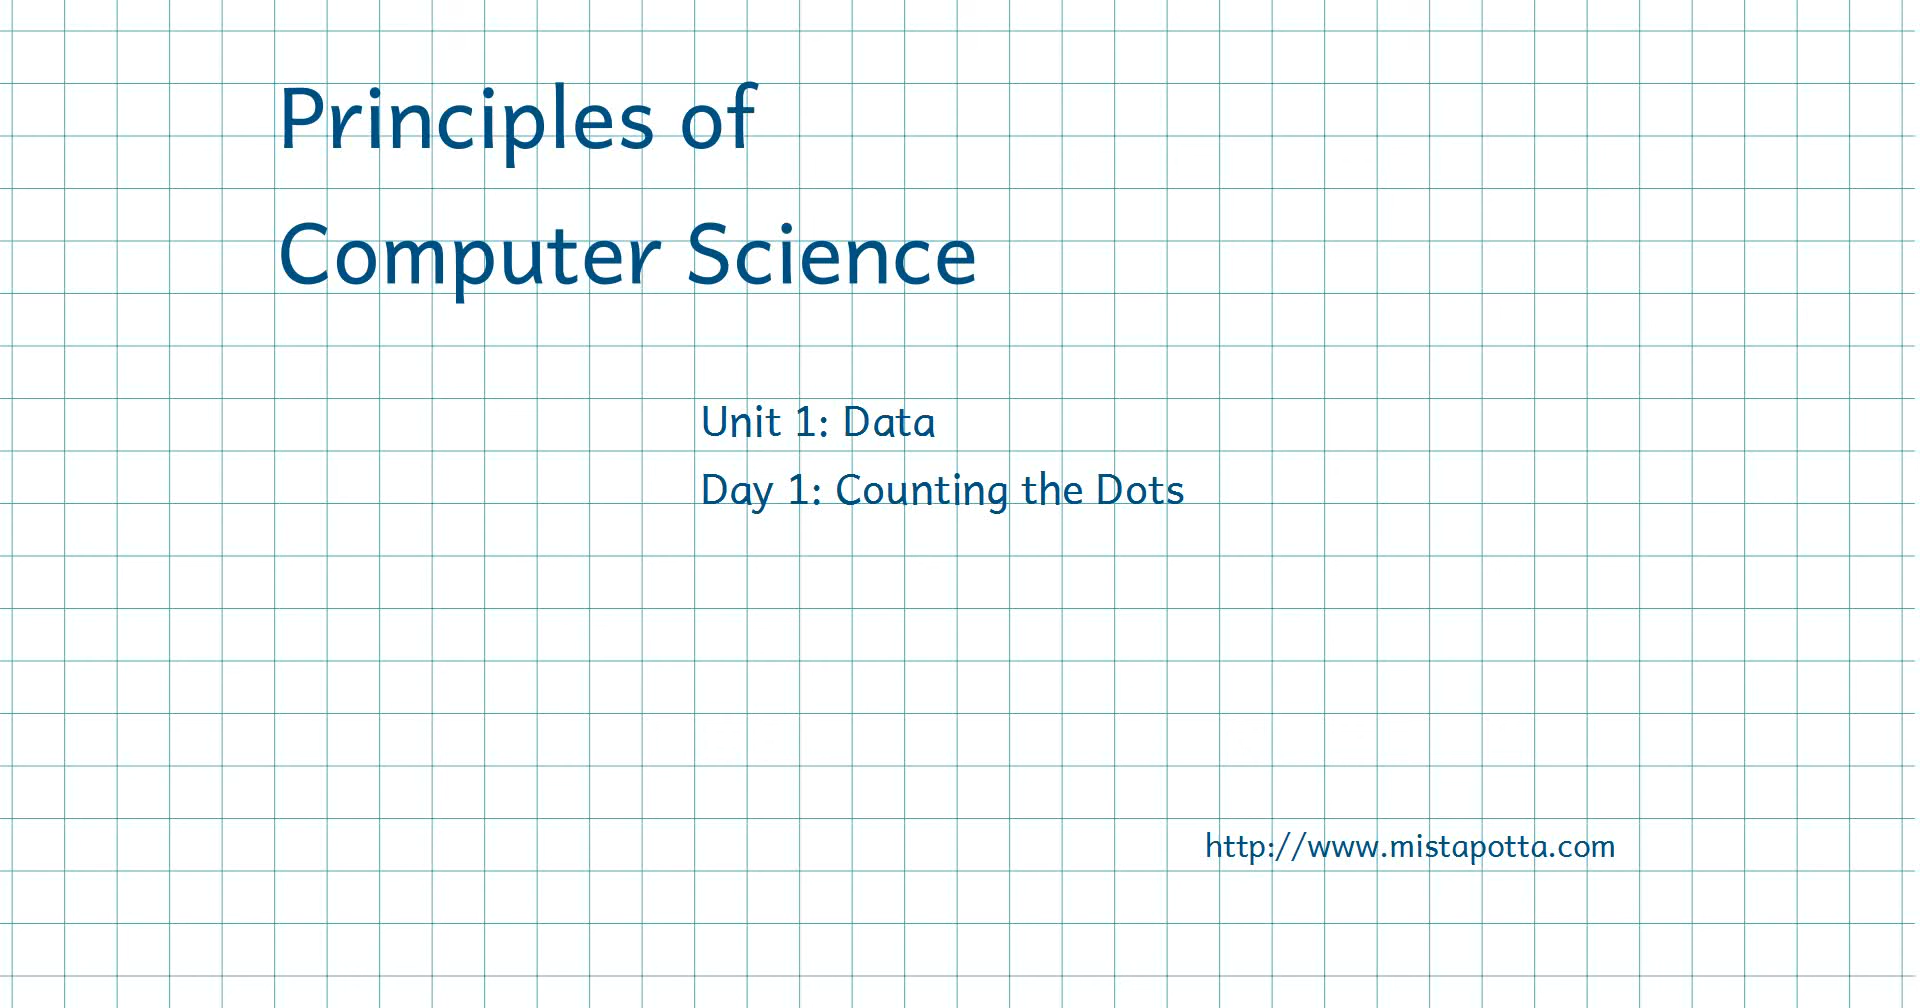 Principles of
Computer Science
Unit 1: Data
Day 1: Counting the Dots
http://www.mistapotta.com